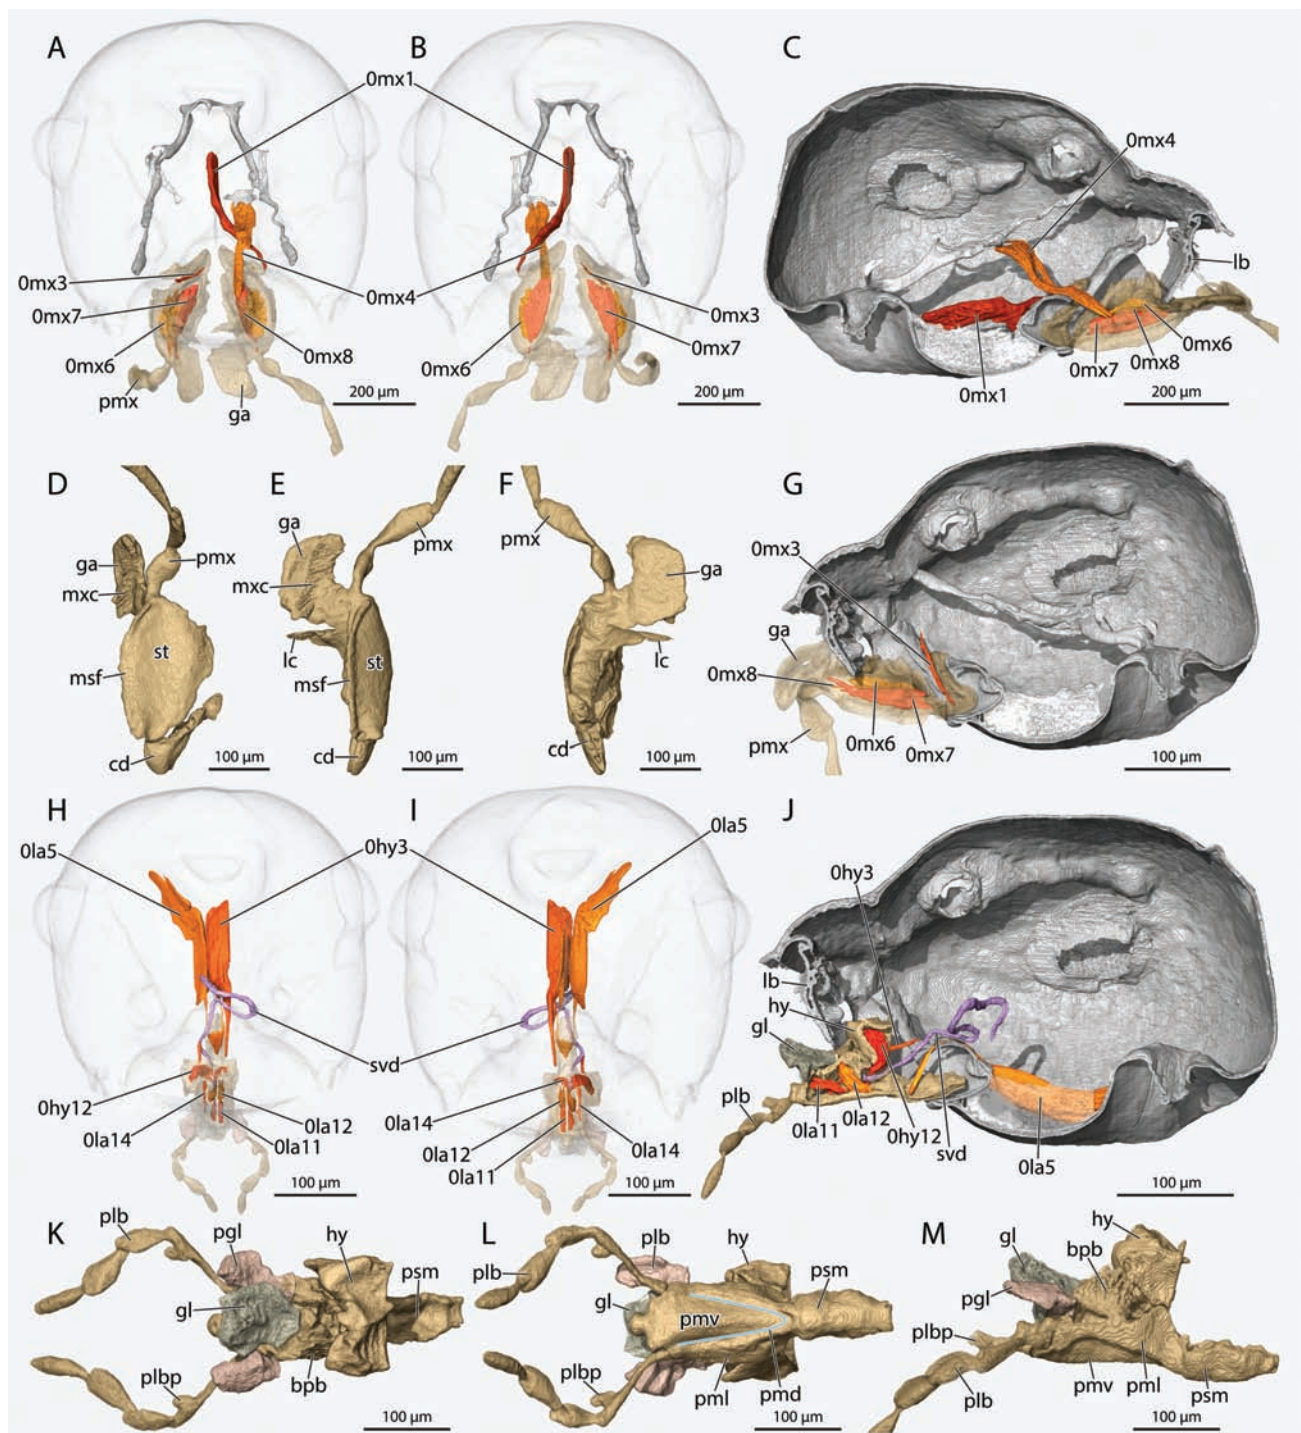 A
B
C
0mx1
0mx4
lb
0mx3
0mx7
0mx6
pmx
0mx4
0mx8
ga
0mx3
0mx7
0mx6
0mx1
0mx7
0mx8
0mx6
200 µm
200 µm
200 µm
D
E
F
G
ga
mxc
pmx
st
msf
cd
100 µm
ga
mxc
pmx
lc
msf
st
cd
100 µm
pmx
ga
lc
cd
100 µm
0mx3
ga
0mx8
pmx
0mx6
0mx7
100 µm
H
I
J
0la5
0hy3
0la5
svd
0hy12
0la14
0la12
0la11
100 µm
0la14
0la12
0la11
0la14
100 µm
0hy3
lb
hy
gl
plb
0la11
0la12
0hy12
svd
0la5
100 µm
K
L
M
plb
pgl
hy
psm
gl
plbp
bpb
100 µm
plb
plb
hy
psm
gl
pmv
plbp
pml
pmd
100 µm
hy
gl
bpb
pgl
plbp
plb
pmv
pml
psm
100 µm